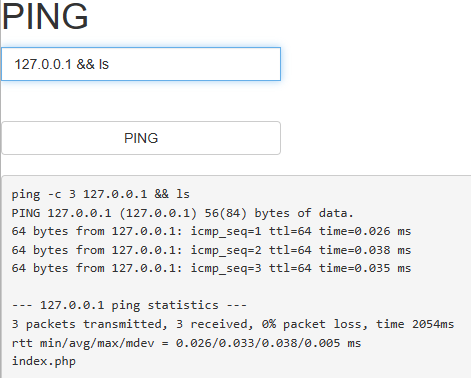 PING
127.0.0.1 && ls
PING
ping -c 3 127.0.0.1 && ls
PING 127.0.0.1 (127.0.0.1) 56(84) bytes of data.
64 bytes from 127.0.0.1: icmp_seq=1 ttl=64 time=0.026 ms
64 bytes from 127.0.0.1: icmp_seq=2 ttl=64 time=0.038 ms
64 bytes from 127.0.0.1: icmp_seq=3 ttl=64 time=0.035 ms
--- 127.0.0.1 ping statistics ---
3 packets transmitted, 3 received, 0% packet loss, time 2054ms
rtt min/avg/max/mdev = 0.026/0.033/0.038/0.005 ms
index.php